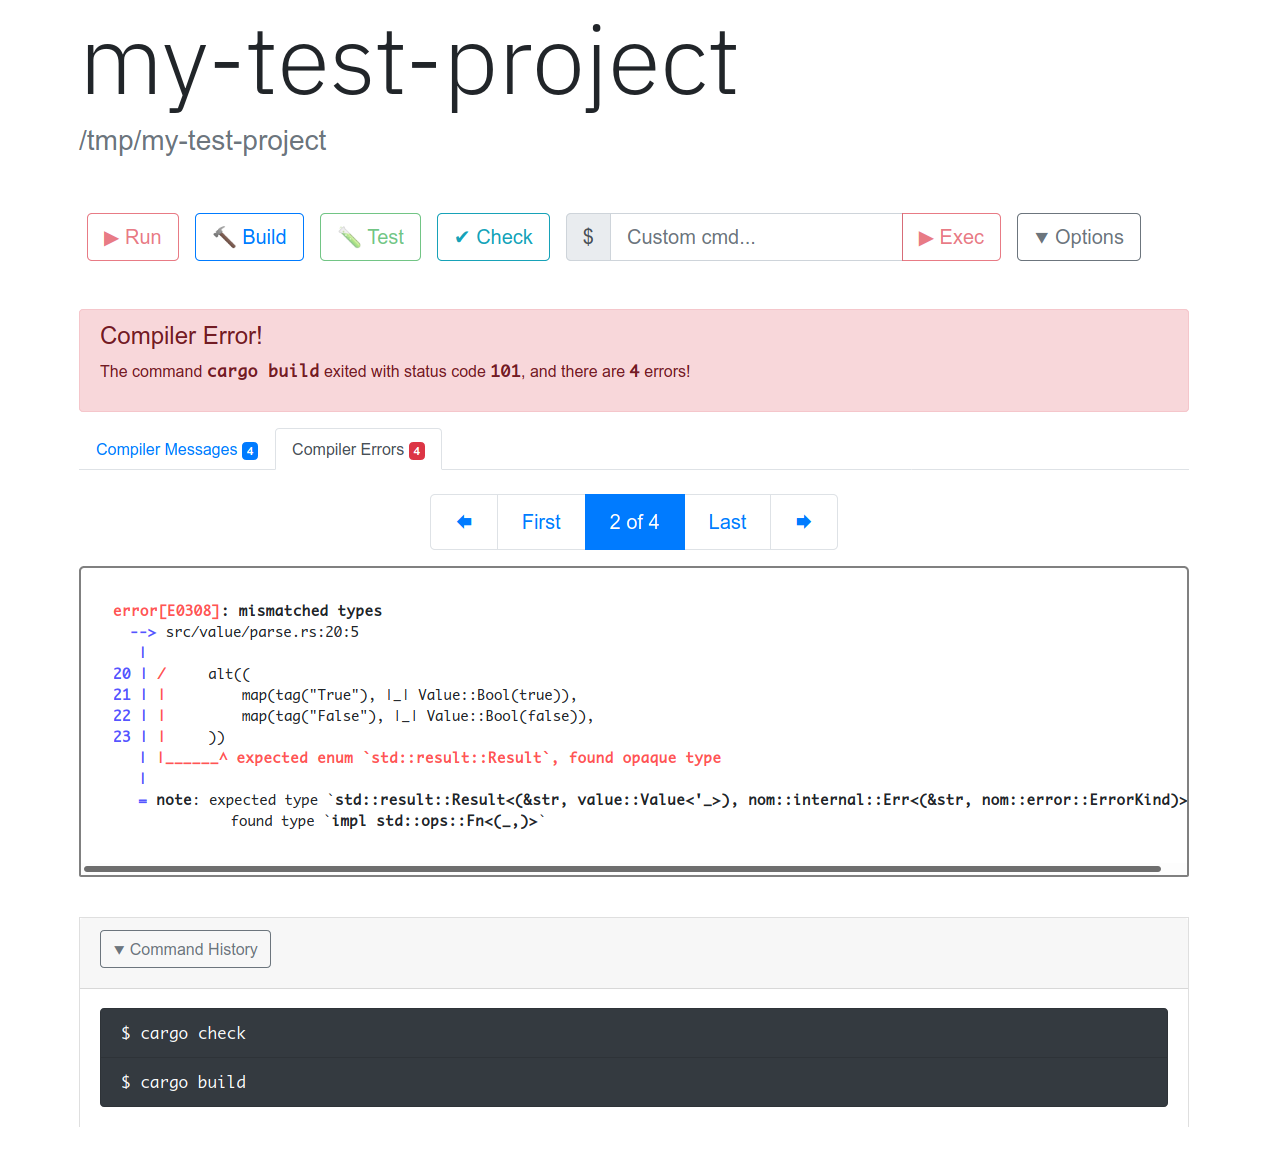 my-test-project
/tmp/my-test-project
▶ Run 🔨 Build 🧪 Test ✔ Check $ Custom cmd... ▶ Exec ▼ Options
Compiler Error!
The command cargo build exited with status code 101, and there are 4 errors!
Compiler Messages 4 Compiler Errors 4
🡄 First 2 of 4 Last 🡆
error[E0308]: mismatched types
  --> src/value/parse.rs:20:5
   |
20 | /     alt((
21 | |         map(tag("True"), |_| Value::Bool(true)),
22 | |         map(tag("False"), |_| Value::Bool(false)),
23 | |     ))
   | |______^ expected enum `std::result::Result`, found opaque type
   |
   = note: expected type `std::result::Result<(&str, value::Value<'_>), nom::internal::Err<(&str, nom::error::ErrorKind)>
              found type `impl std::ops::Fn<(_,)>`
▼ Command History
$ cargo check
$ cargo build